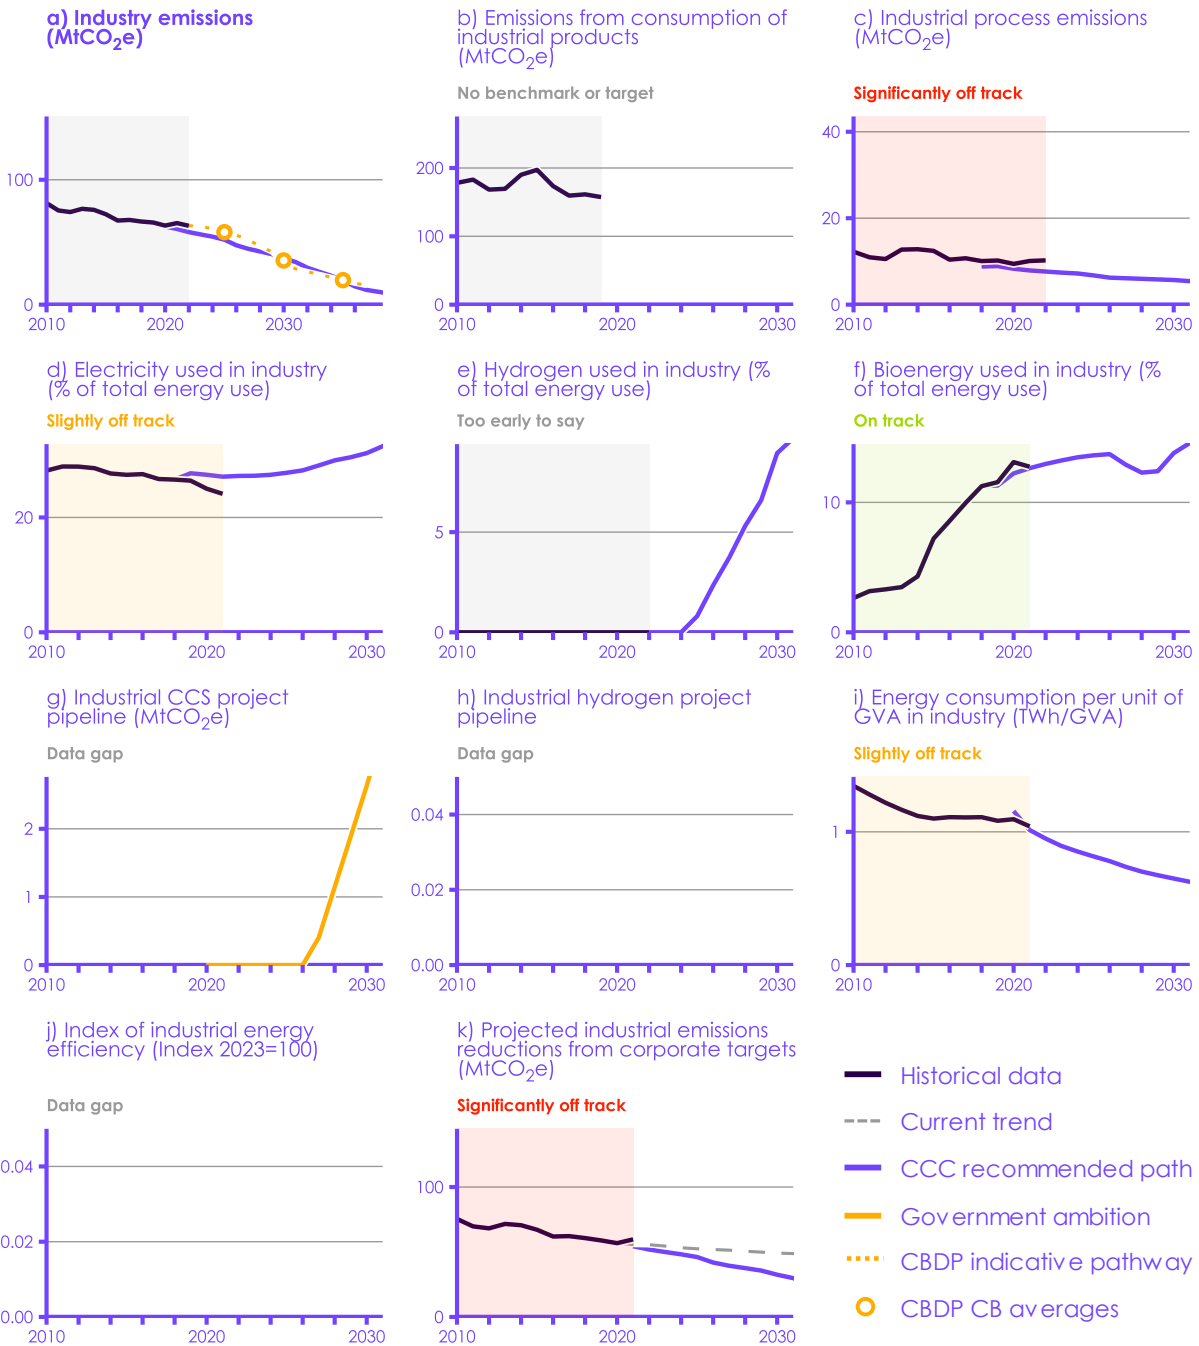 a) Industry emissions
(MtCO2e)
100
0
2010
2020
2030
b) Emissions from consumption of
industrial products
(MtCO2e)
No benchmark or target
200
100
0
2010
2020
2030
c) Industrial process emissions
(MtCO2e)
Significantly off track
40
20
0
2010
2020
2030
d) Electricity used in industry
(% of total energy use)
Slightly off track
20
0
2010
2020
2030
e) Hydrogen used in industry (%
of total energy use)
Too early to say
5
0
2010
2020
2030
f) Bioenergy used in industry (%
of total energy use)
On track
10
0
2010
2020
2030
g) Industrial CCS project
pipeline (MtCO2e)
Data gap
2
1
0
2010
2020
2030
h) Industrial hydrogen project
pipeline
Data gap
0.04
0.02
0.00
2010
2020
2030
i) Energy consumption per unit of
GVA in industry (TWh/GVA)
Slightly off track
1
0
2010
2020
2030
j) Index of industrial energy
efficiency (Index 2023=100)
Data gap
0.04
0.02
0.00
2010
2020
2030
k) Projected industrial emissions
reductions from corporate targets
(MtCO2e)
Significantly off track
100
0
2010
2020
2030
Historical data
Current trend
CCC recommended path
Government ambition
CBDP indicative pathway
CBDP CB averages